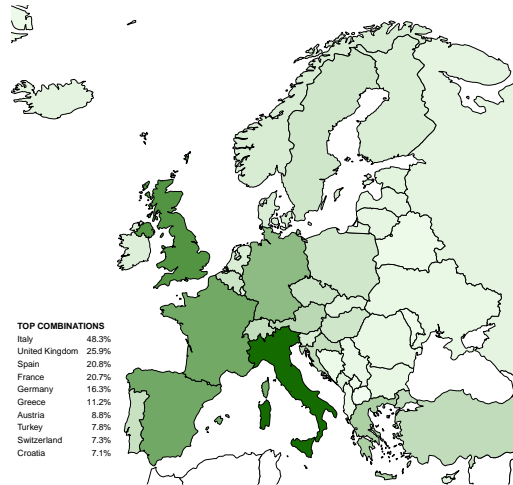 TOP COMBINATIONS
Italy 48.3%
United Kingdom 25.9%
Spain 20.8%
France 20.7%
Germany 16.3%
Greece 11.2%
Austria 8.8%
Turkey 7.8%
Switzerland 7.3%
Croatia 7.1%